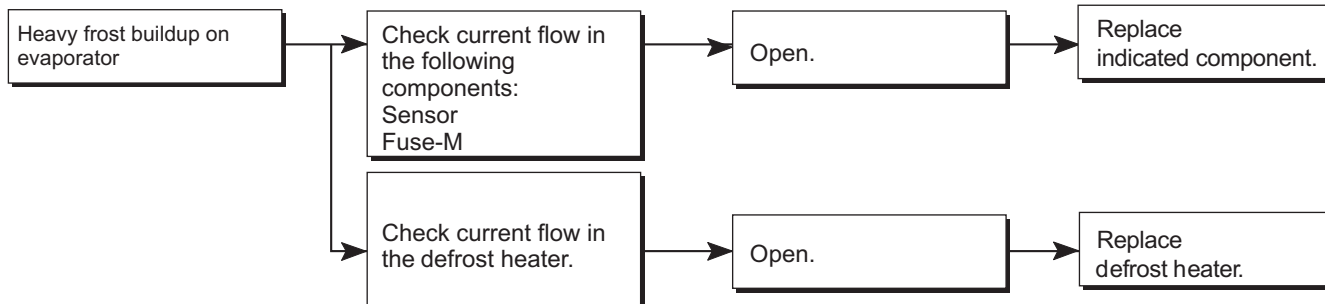 Heavy frost buildup on
evaporator
Check current flow in
the following
components:
Sensor
Fuse-M
Open.
Replace
indicated component.
Check current flow in
the defrost heater.
Open.
Replace
defrost heater.